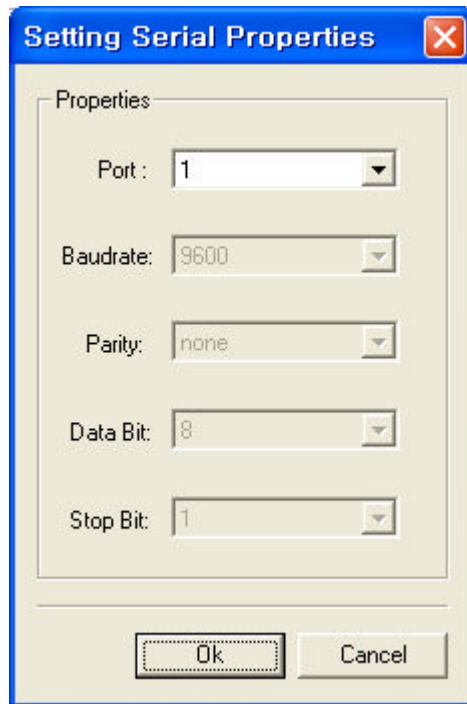 Setting Serial Properties
Properties
Port : 1
Baudrate: 9600
Parity: none
Data Bit: 8
Stop Bit: 1
Ok Cancel